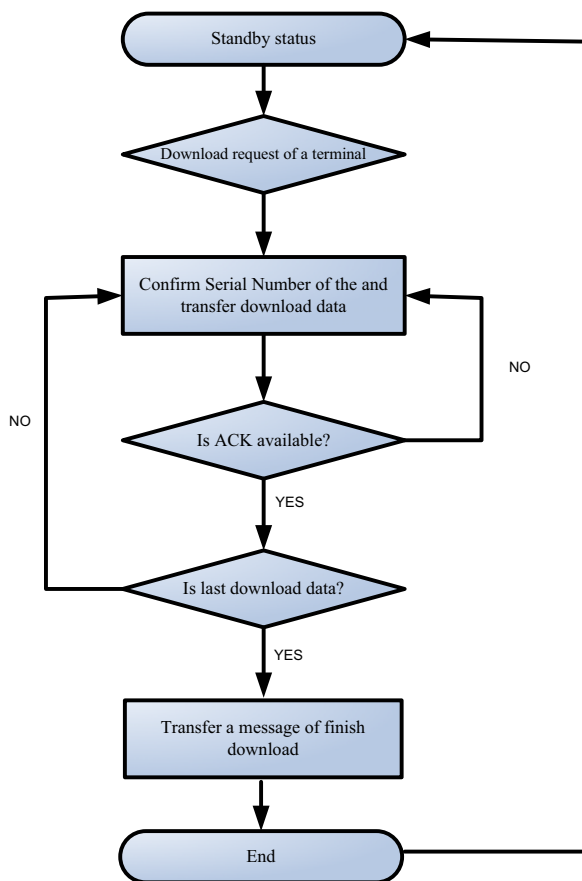 Standby status
Download request of a terminal
Confirm Serial Number of the and
transfer download data
NO
NO
Is ACK available?
YES
Is last download data?
YES
Transfer a message of finish
download
End